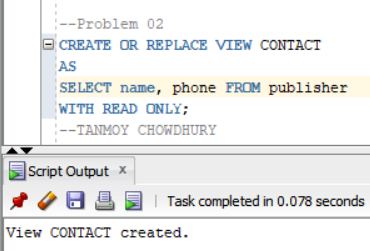 --Problem 02
CREATE OR REPLACE VIEW CONTACT
AS
SELECT name, phone FROM publisher
WITH READ ONLY;
--TANMOY CHOWDHURY
Script Output x
Task completed in 0.078 seconds
View CONTACT created.